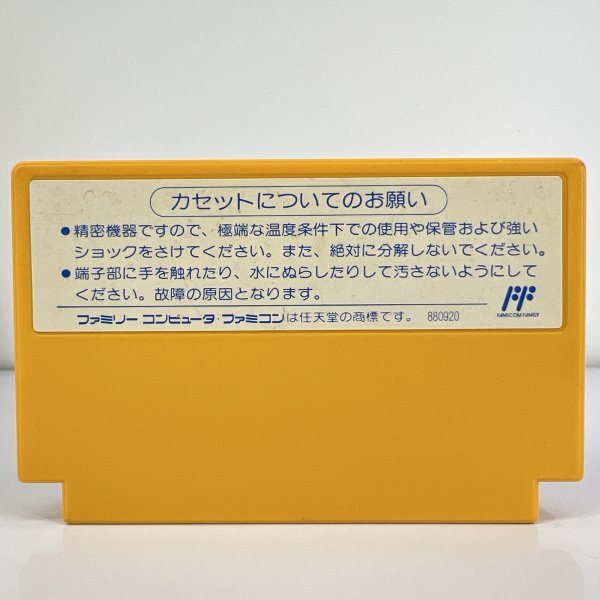 カセットについてのお願い
●精密機器ですので、極端な温度条件下での使用や保管および強い
ショックをさけてください。また、絶対に分解しないでください。
●端子部に手を触れたり、水にぬらしたりして汚さないようにして
ください。故障の原因となります。
FAMICOM FAMILY
ファミリー コンピュータ・ファミコンは任天堂の商標です。 880920